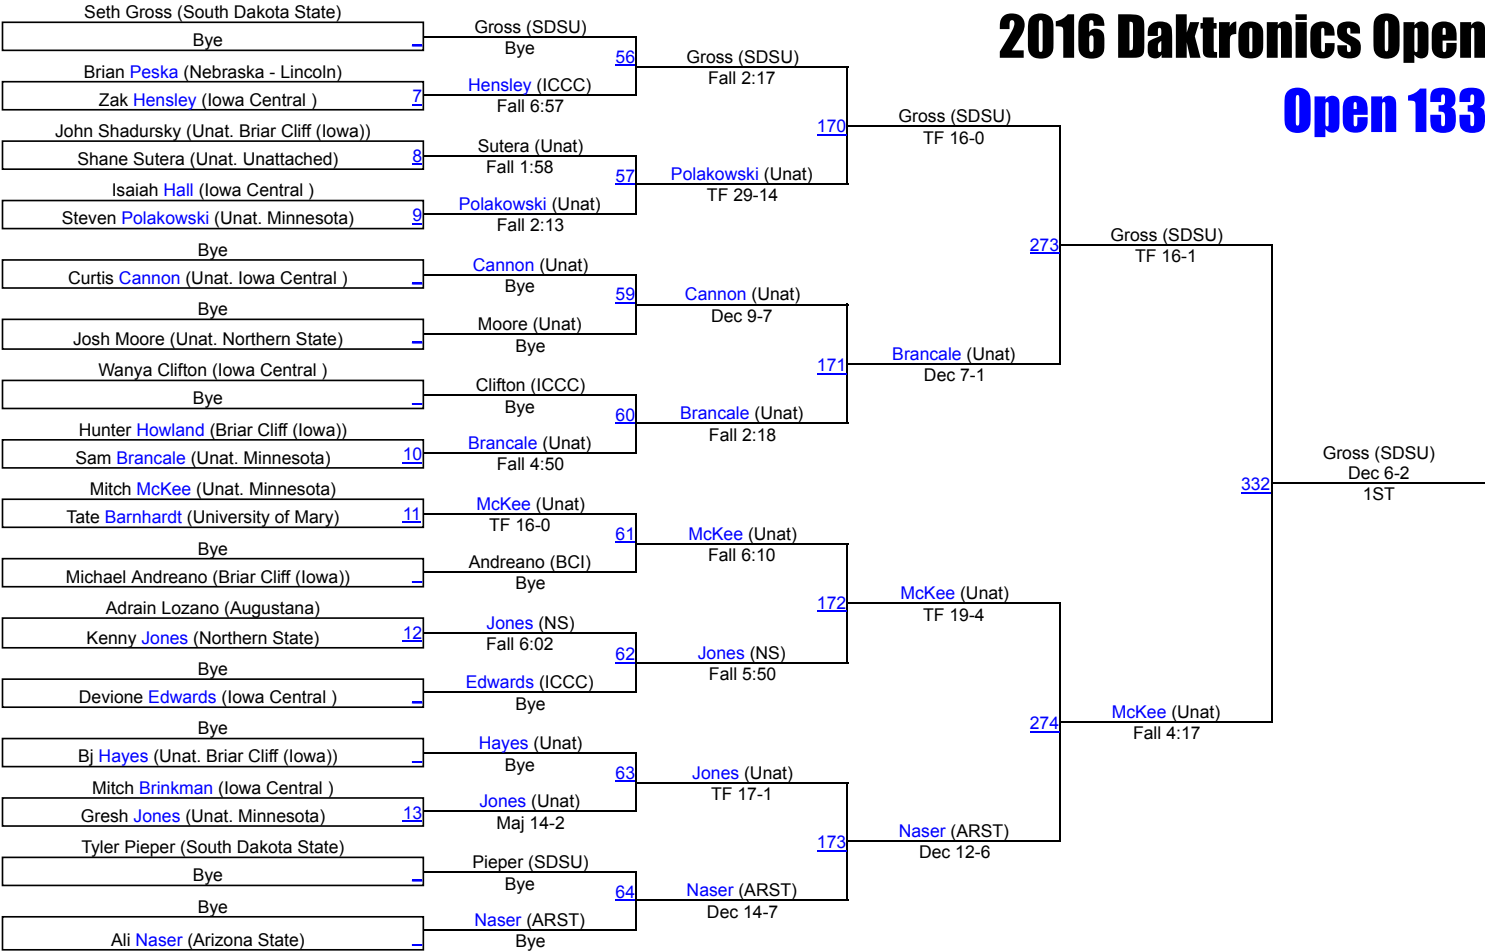 2016 Daktronics Open
Open 133
Seth Gross (South Dakota State)
Bye
Brian Peska (Nebraska - Lincoln)
Zak Hensley (Iowa Central ) 7
John Shadursky (Unat. Briar Cliff (Iowa))
Shane Sutera (Unat. Unattached) 8
Isaiah Hall (Iowa Central )
Steven Polakowski (Unat. Minnesota) 9
Bye
Curtis Cannon (Unat. Iowa Central )
Bye
Josh Moore (Unat. Northern State)
Wanya Clifton (Iowa Central )
Bye
Hunter Howland (Briar Cliff (Iowa))
Sam Brancale (Unat. Minnesota) 10
Mitch McKee (Unat. Minnesota)
Tate Barnhardt (University of Mary) 11
Bye
Michael Andreano (Briar Cliff (Iowa))
Adrain Lozano (Augustana)
Kenny Jones (Northern State) 12
Bye
Devione Edwards (Iowa Central )
Bye
Bj Hayes (Unat. Briar Cliff (Iowa))
Mitch Brinkman (Iowa Central )
Gresh Jones (Unat. Minnesota) 13
Tyler Pieper (South Dakota State)
Bye
Bye
Ali Naser (Arizona State)
Gross (SDSU)
Bye
56
Hensley (ICCC)
Fall 6:57
Sutera (Unat)
Fall 1:58
57
Polakowski (Unat)
Fall 2:13
Cannon (Unat)
Bye
59
Moore (Unat)
Bye
Clifton (ICCC)
Bye
60
Brancale (Unat)
Fall 4:50
McKee (Unat)
TF 16-0
61
Andreano (BCI)
Bye
Jones (NS)
Fall 6:02
62
Edwards (ICCC)
Bye
Hayes (Unat)
Bye
63
Jones (Unat)
Maj 14-2
Pieper (SDSU)
Bye
64
Naser (ARST)
Bye
Gross (SDSU)
Fall 2:17
170
Polakowski (Unat)
TF 29-14
Cannon (Unat)
Dec 9-7
171
Brancale (Unat)
Fall 2:18
McKee (Unat)
Fall 6:10
172
Jones (NS)
Fall 5:50
Jones (Unat)
TF 17-1
173
Naser (ARST)
Dec 14-7
Gross (SDSU)
TF 16-0
273
Brancale (Unat)
Dec 7-1
McKee (Unat)
TF 19-4
274
Naser (ARST)
Dec 12-6
Gross (SDSU)
TF 16-1
332
McKee (Unat)
Fall 4:17
Gross (SDSU)
Dec 6-2
1ST